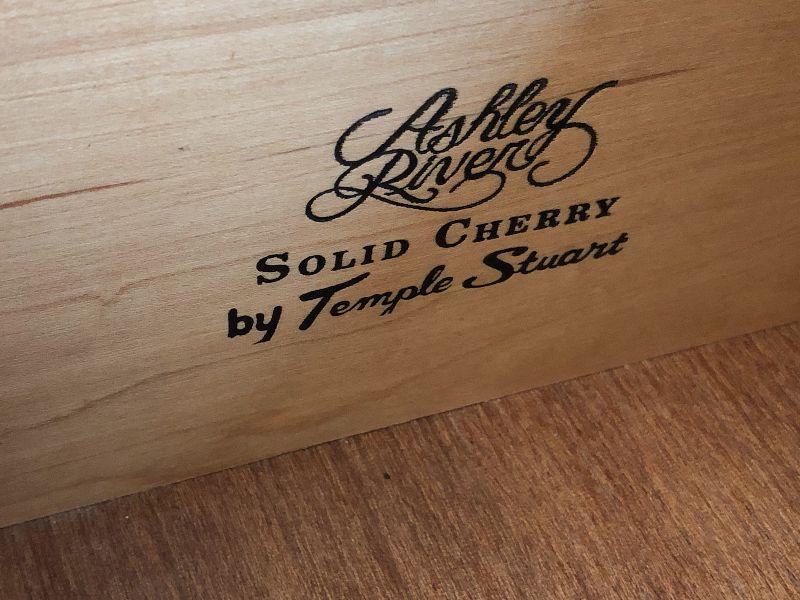 Ashley
River
SOLID CHERRY
by Temple Stuart